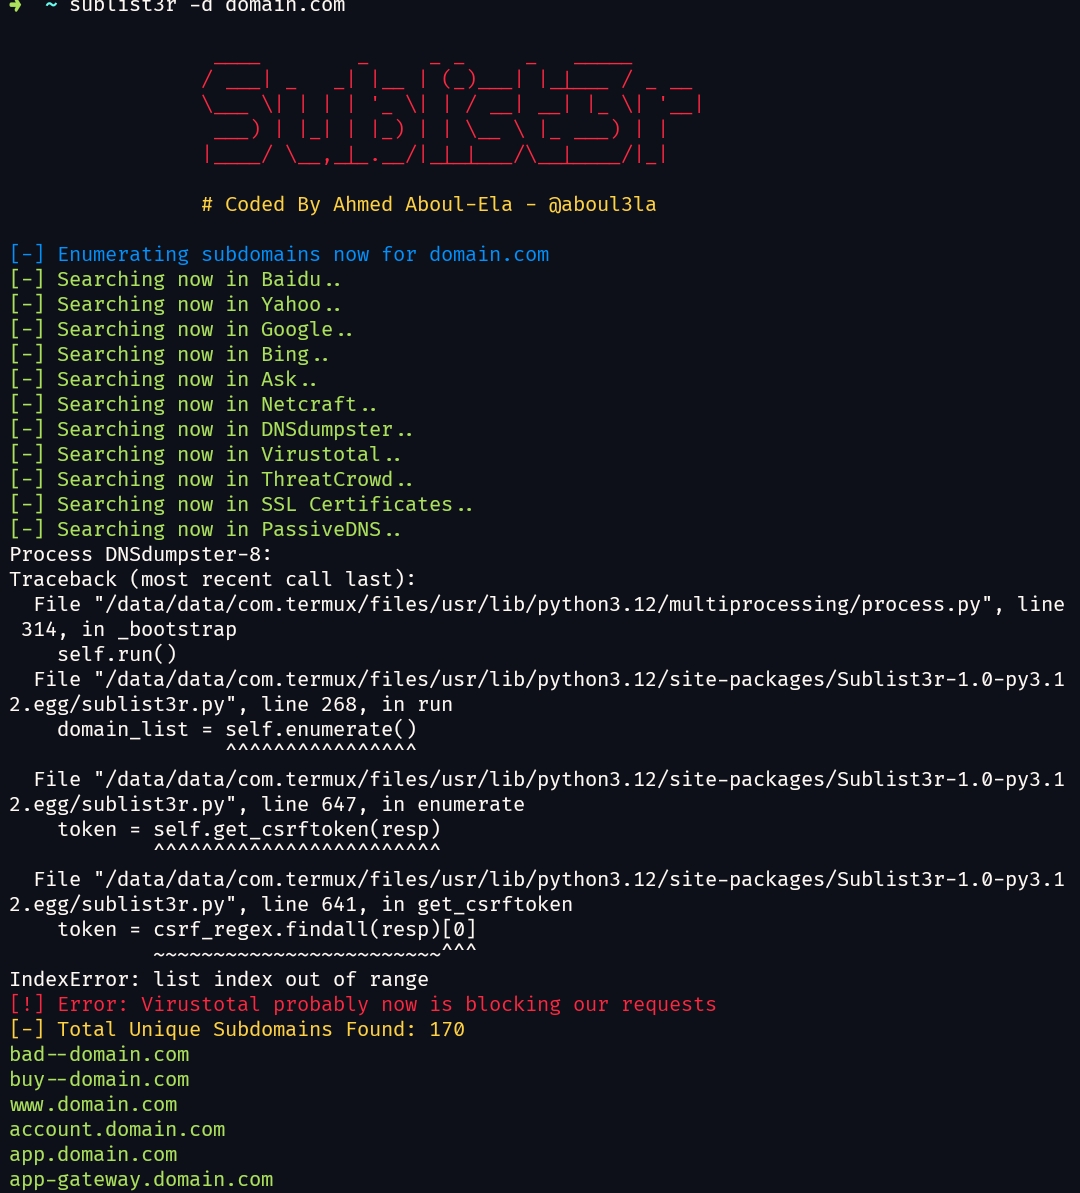 ➜ ~ sublist3r -d domain.com
Sublist3r
# Coded By Ahmed Aboul-Ela - @aboul3la
[-] Enumerating subdomains now for domain.com
[-] Searching now in Baidu..
[-] Searching now in Yahoo..
[-] Searching now in Google..
[-] Searching now in Bing..
[-] Searching now in Ask..
[-] Searching now in Netcraft..
[-] Searching now in DNSdumpster..
[-] Searching now in Virustotal..
[-] Searching now in ThreatCrowd..
[-] Searching now in SSL Certificates..
[-] Searching now in PassiveDNS..
Process DNSdumpster-8:
Traceback (most recent call last):
  File "/data/data/com.termux/files/usr/lib/python3.12/multiprocessing/process.py", line
 314, in _bootstrap
    self.run()
  File "/data/data/com.termux/files/usr/lib/python3.12/site-packages/Sublist3r-1.0-py3.1
2.egg/sublist3r.py", line 268, in run
    domain_list = self.enumerate()
                  ^^^^^^^^^^^^^^^^
  File "/data/data/com.termux/files/usr/lib/python3.12/site-packages/Sublist3r-1.0-py3.1
2.egg/sublist3r.py", line 647, in enumerate
    token = self.get_csrftoken(resp)
            ^^^^^^^^^^^^^^^^^^^^^^^^
  File "/data/data/com.termux/files/usr/lib/python3.12/site-packages/Sublist3r-1.0-py3.1
2.egg/sublist3r.py", line 641, in get_csrftoken
    token = csrf_regex.findall(resp)[0]
            ~~~~~~~~~~~~~~~~~~~~~~~~^^^
IndexError: list index out of range
[!] Error: Virustotal probably now is blocking our requests
[-] Total Unique Subdomains Found: 170
bad--domain.com
buy--domain.com
www.domain.com
account.domain.com
app.domain.com
app-gateway.domain.com